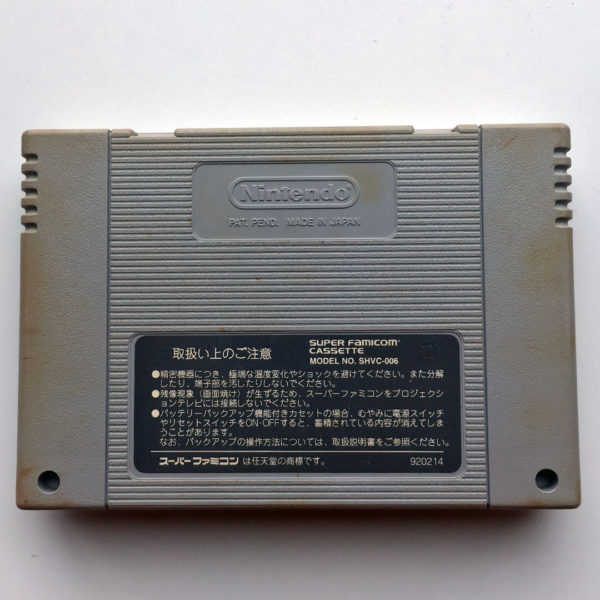 Nintendo
PAT. PEND. MADE IN JAPAN
取扱い上のご注意
SUPER FAMICOM
CASSETTE
MODEL NO. SHVC-006
●精密機器につき、極端な温度変化やショックを避けてください。また分解
したり、端子部を汚したりしないでください。
●残像現象（画面焼け）が生ずるため、スーパーファミコンをプロジェクシ
ョンテレビには接続しないでください。
●バッテリーバックアップ機能付きカセットの場合、むやみに電源スイッチ
やリセットスイッチをON・OFFすると、蓄積されている内容が消えてしま
うことがあります。
なお、バックアップの操作方法については、取扱説明書をご参照ください。
スーパーファミコン は任天堂の商標です。
920214